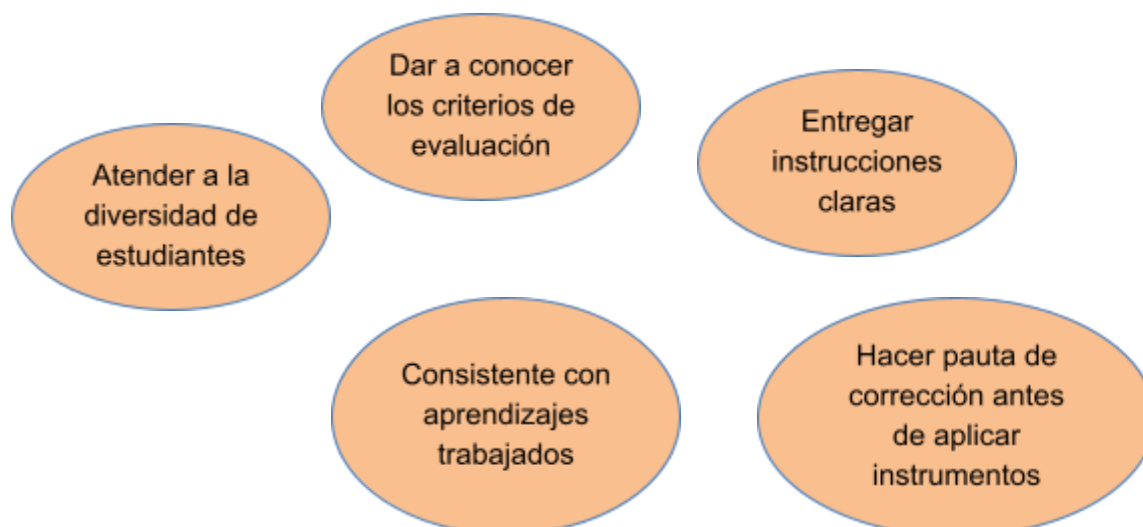 Dar a conocer
los criterios de
evaluación
Entregar
instrucciones
claras
Atender a la
diversidad de
estudiantes
Consistente con
aprendizajes
trabajados
Hacer pauta de
corrección antes
de aplicar
instrumentos